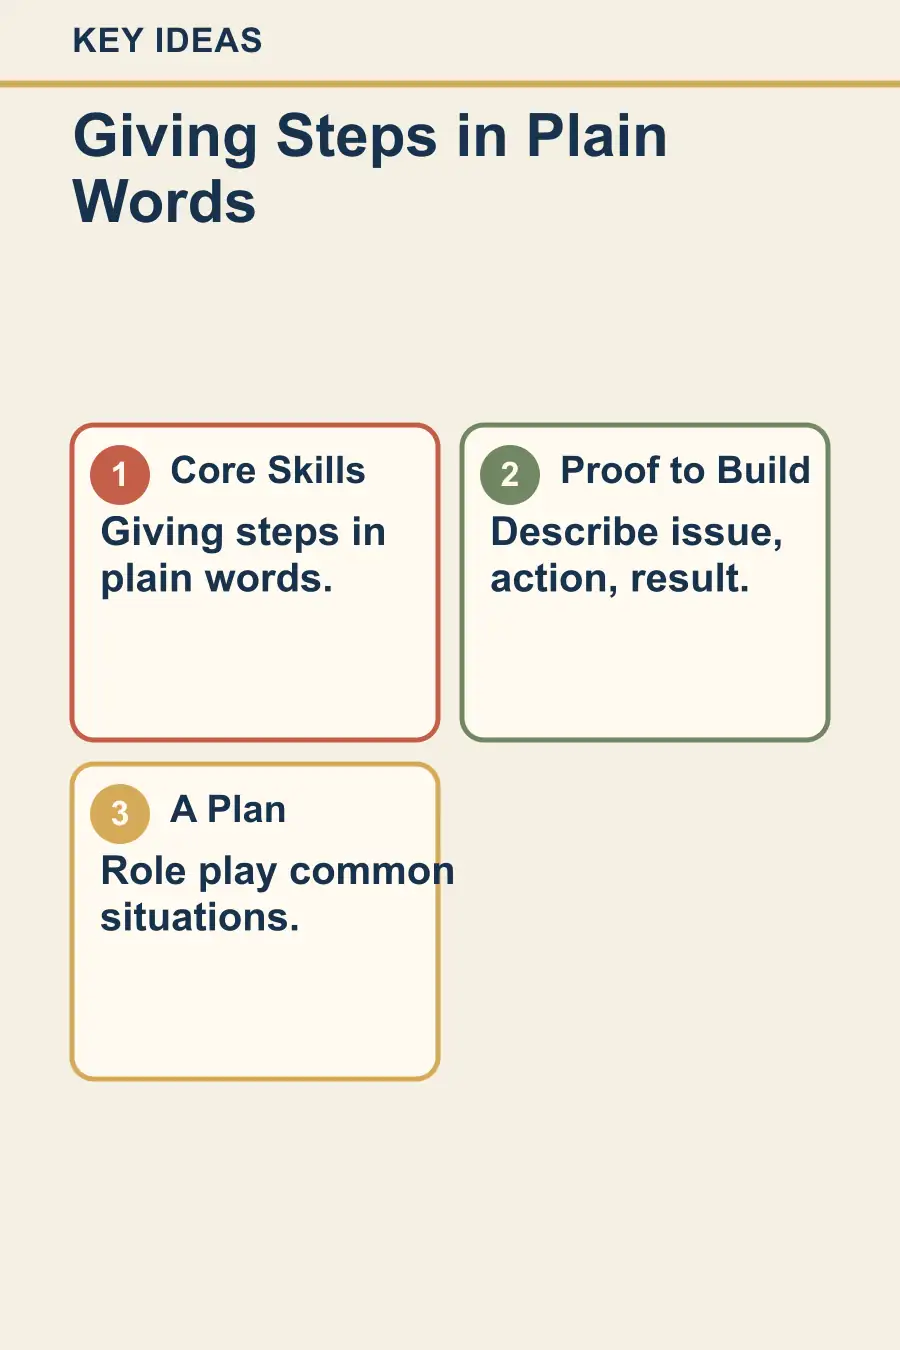 KEY IDEAS
Giving Steps in Plain
Words
1 Core Skills
Giving steps in
plain words.
2 Proof to Build
Describe issue,
action, result.
3 A Plan
Role play common
situations.